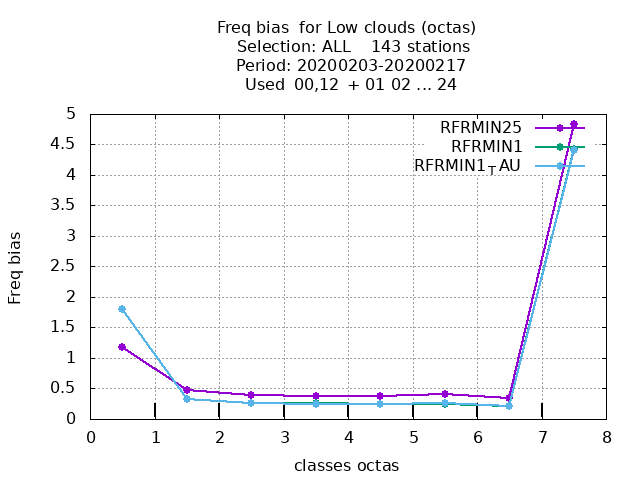 Freq bias  for Low clouds (octas)
Selection: ALL    143 stations
Period: 20200203-20200217
Used  00,12  + 01 02 ... 24
RFRMIN25
RFRMIN1
RFRMIN1TAU
5
4.5
4
3.5
3
2.5
2
1.5
1
0.5
0
Freq bias
0 1 2 3 4 5 6 7 8
classes octas